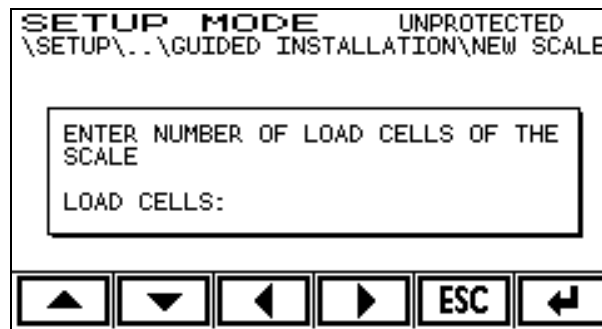 SETUP MODE UNPROTECTED
\SETUP\..\GUIDED INSTALLATION\NEW SCALE
ENTER NUMBER OF LOAD CELLS OF THE
SCALE
LOAD CELLS:
ESC